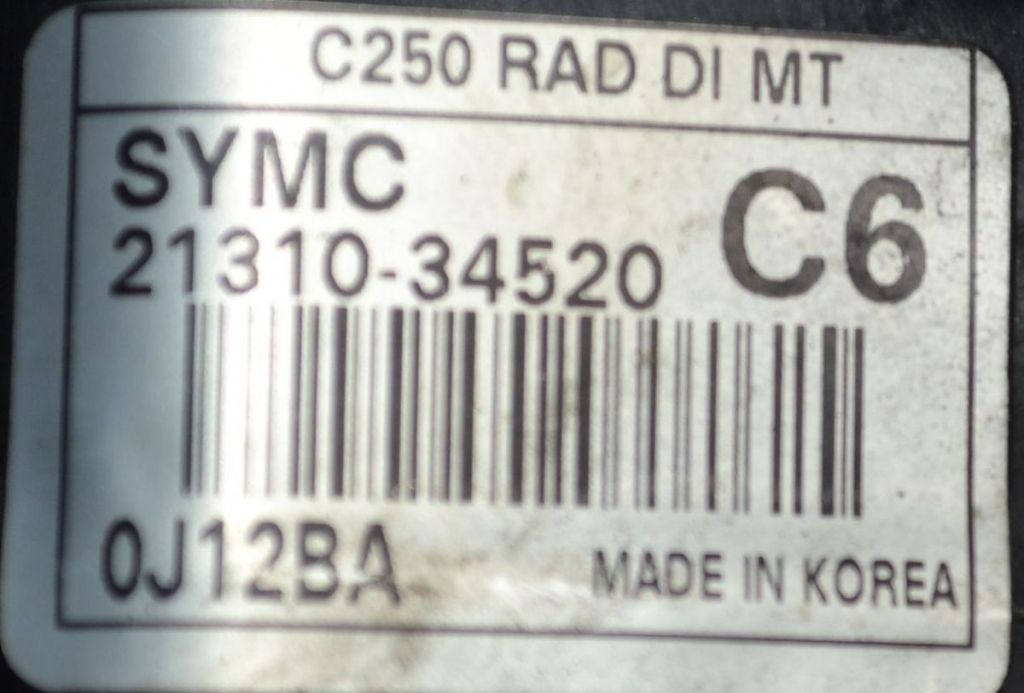 C250 RAD DI MT
SYMC
C6
21310-34520
0J12BA
MADE IN KOREA